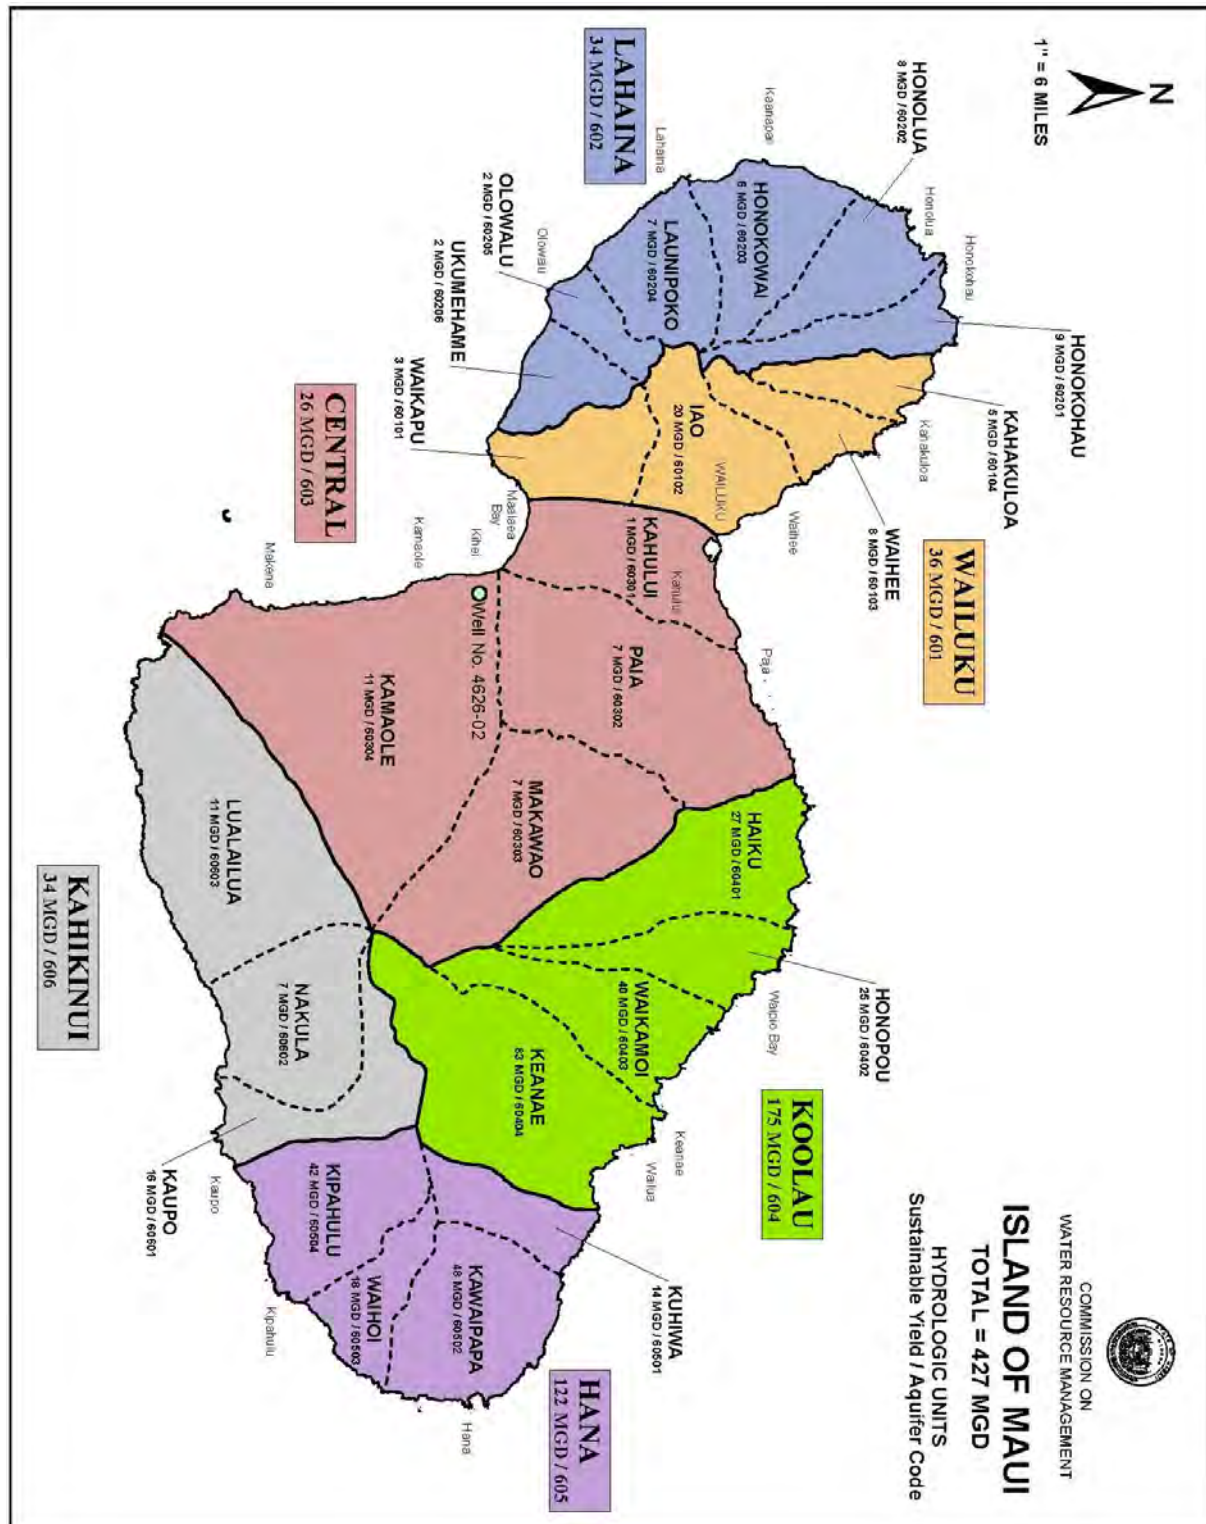 COMMISSION ON
WATER RESOURCE MANAGEMENT
ISLAND OF MAUI
TOTAL = 427 MGD
HYDROLOGIC UNITS
Sustainable Yield / Aquifer Code
N
1" = 6 MILES
LAHAINA
34 MGD / 602
HONOLUA
8 MGD / 60202
HONOKOWAI
6 MGD / 60203
LAUNIPOKO
7 MGD / 60204
OLOWALU
2 MGD / 60205
UKUMEHAME
2 MGD / 60206
HONOKOHAU
9 MGD / 60201
Kaanapali
Lahaina
Olowalu
Honolua
Honokohau
WAILUKU
36 MGD / 601
KAHAKULOA
5 MGD / 60104
WAIHEE
8 MGD / 60103
IAO
20 MGD / 60102
WAIKAPU
3 MGD / 60101
Kahakuloa
Waihee
WAILUKU
Maalaea
Bay
CENTRAL
26 MGD / 603
KAHULUI
1 MGD / 60301
Kahului
PAIA
7 MGD / 60302
Paia
MAKAWAO
7 MGD / 60303
KAMAOLE
11 MGD / 60304
Well No. 4626-02
Kihei
Kamaole
Makena
KOOLAU
175 MGD / 604
HAIKU
27 MGD / 60401
HONOPOU
25 MGD / 60402
WAIKAMOI
40 MGD / 60403
KEANAE
83 MGD / 60404
Waipio Bay
Keanae
Wailua
HANA
122 MGD / 605
KUHIWA
14 MGD / 60501
KAWAIPAPA
48 MGD / 60502
WAIHOI
18 MGD / 60503
KIPAHULU
42 MGD / 60504
Hana
Kipahulu
KAHIKINUI
34 MGD / 606
KAUPO
16 MGD / 60601
NAKULA
7 MGD / 60602
LUALAILUA
11 MGD / 60603
Kaupo